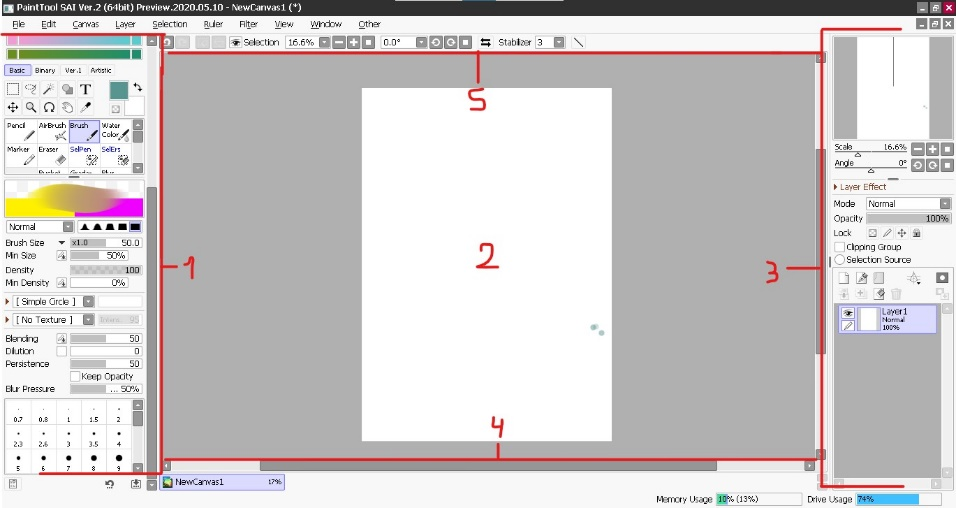 PaintTool SAI Ver.2 (64bit) Preview.2020.05.10 - NewCanvas1 (*)
File Edit Canvas Layer Selection Ruler Filter View Window Other
Selection 16.6% 0.0° Stabilizer 3
Basic Binary Ver.1 Artistic
T
Pencil AirBrush Brush Water
Color
Marker Eraser SelPen SelErs
Normal
Brush Size x1.0 50.0
Min Size 50%
Density 100
Min Density 0%
[ Simple Circle ]
[ No Texture ] 95
Blending 50
Dilution 0
Persistence 50
Keep Opacity
Blur Pressure ... 50%
0.7 0.8 1 1.5 2
2.3 2.6 3 3.5 4
5 6 7 8 9
1
5
2
4
3
Scale 16.6%
Angle 0°
Layer Effect
Mode Normal
Opacity 100%
Lock
Clipping Group
Selection Source
Layer1
Normal
100%
NewCanvas1 17%
Memory Usage 10% (13%) Drive Usage 74%